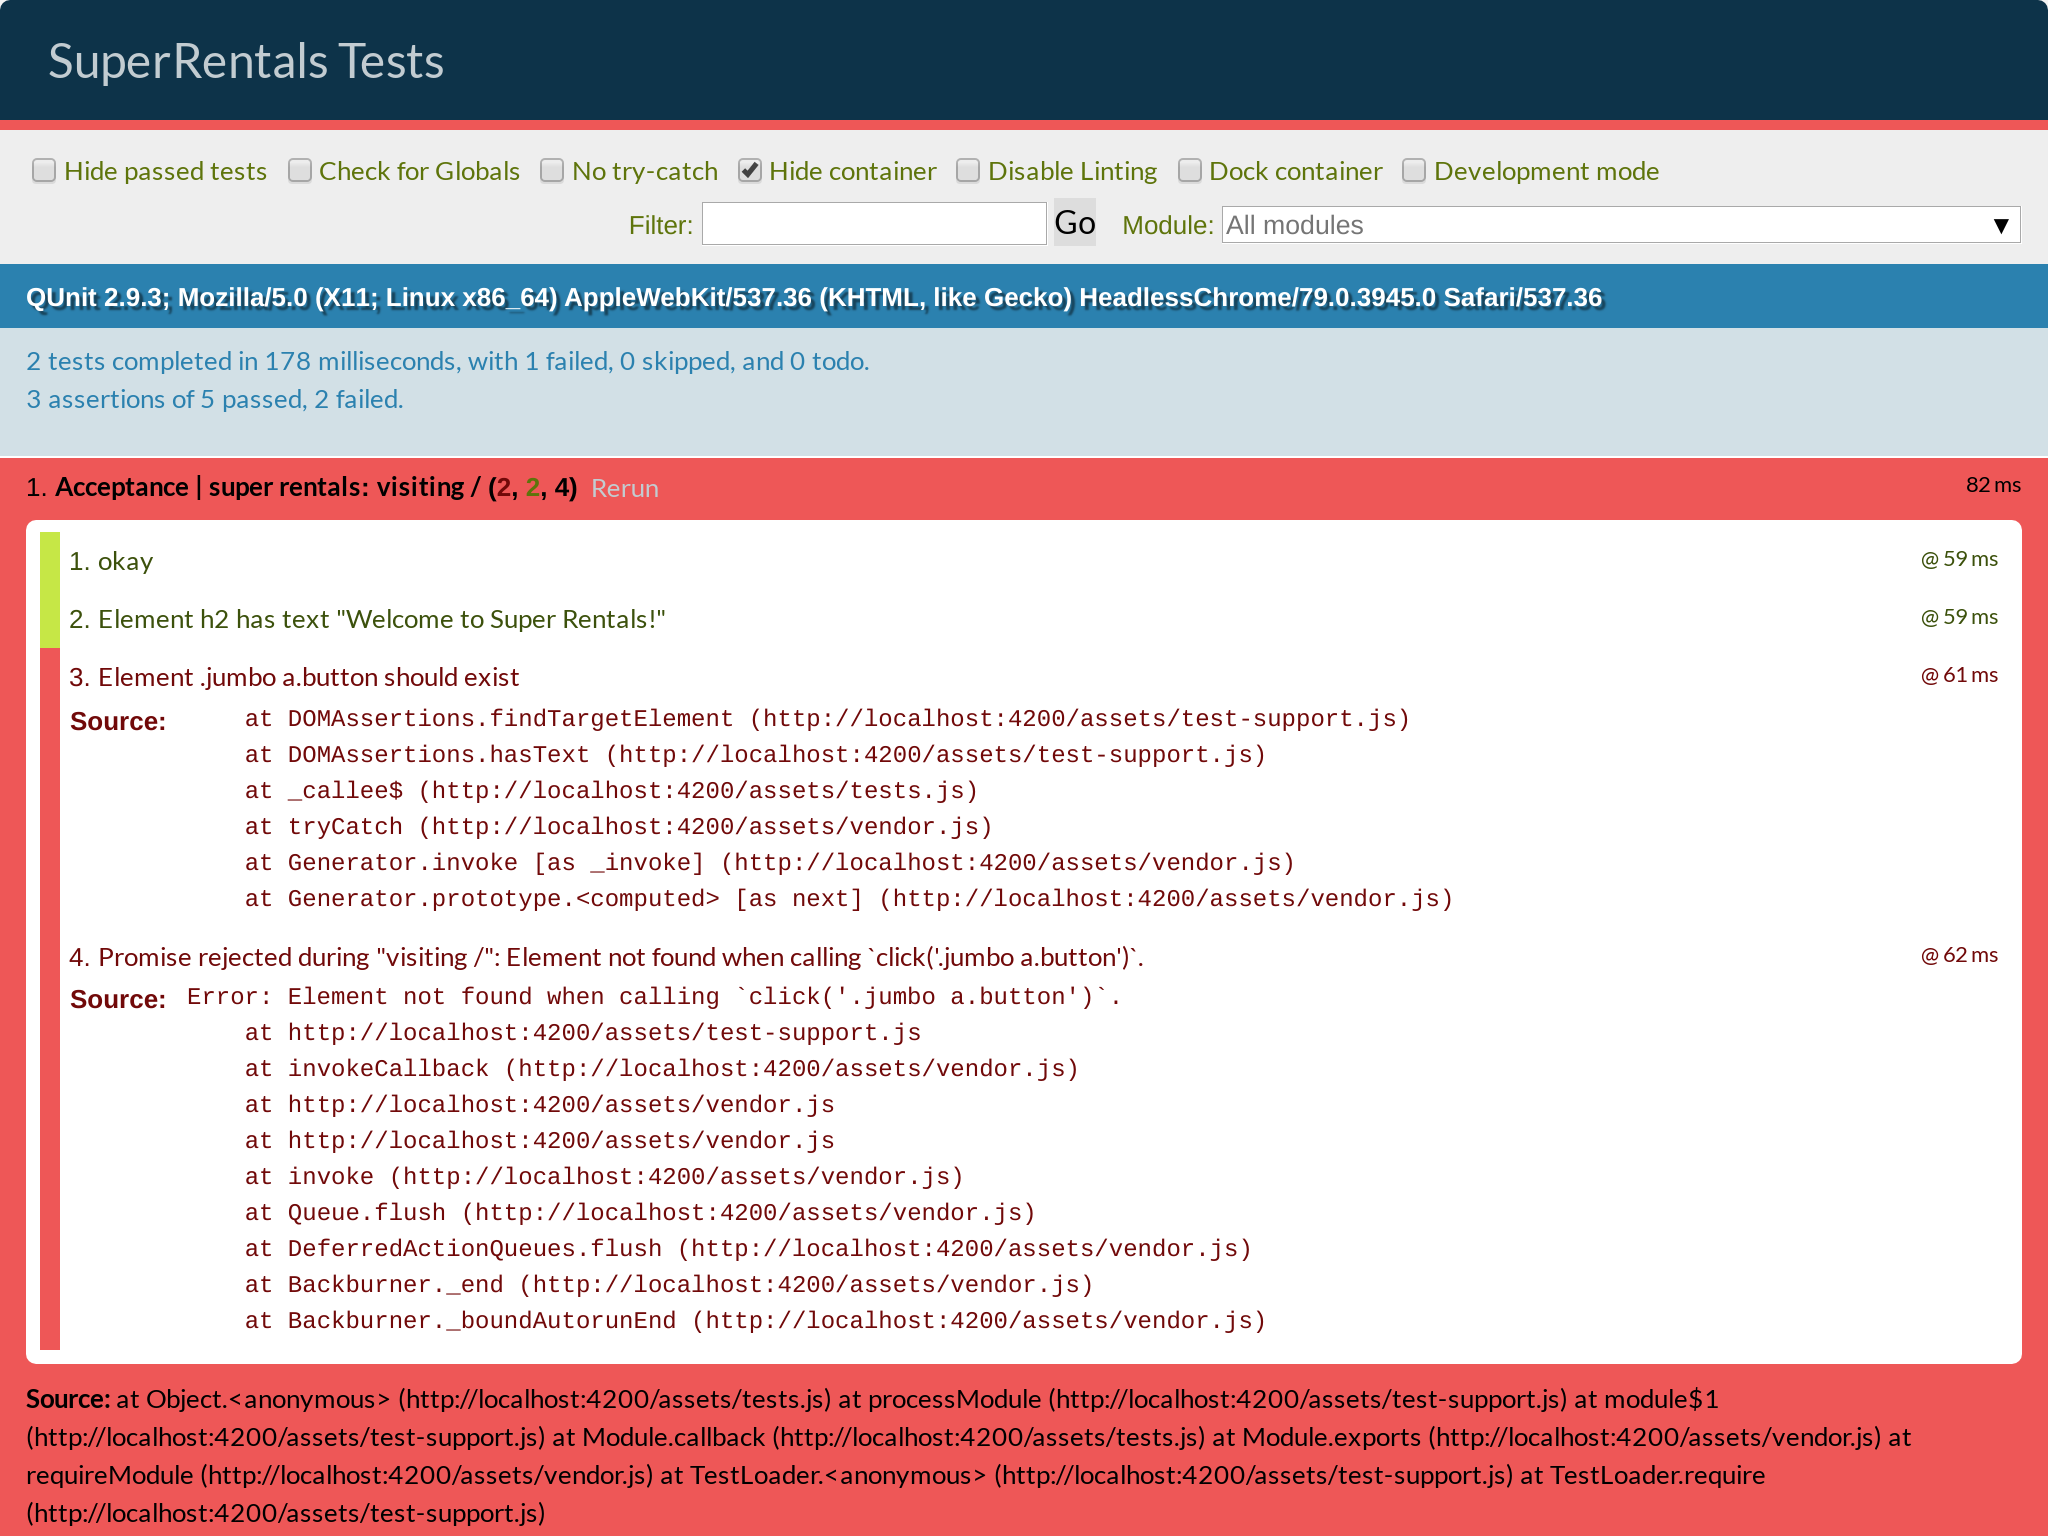 SuperRentals Tests
Hide passed tests Check for Globals No try-catch Hide container Disable Linting Dock container Development mode
Filter: Go Module: All modules ▼
QUnit 2.9.3; Mozilla/5.0 (X11; Linux x86_64) AppleWebKit/537.36 (KHTML, like Gecko) HeadlessChrome/79.0.3945.0 Safari/537.36
2 tests completed in 178 milliseconds, with 1 failed, 0 skipped, and 0 todo.
3 assertions of 5 passed, 2 failed.
1. Acceptance | super rentals: visiting / (2, 2, 4) Rerun 82 ms
1. okay @ 59 ms
2. Element h2 has text "Welcome to Super Rentals!" @ 59 ms
3. Element .jumbo a.button should exist @ 61 ms
Source: at DOMAssertions.findTargetElement (http://localhost:4200/assets/test-support.js)
at DOMAssertions.hasText (http://localhost:4200/assets/test-support.js)
at _callee$ (http://localhost:4200/assets/tests.js)
at tryCatch (http://localhost:4200/assets/vendor.js)
at Generator.invoke [as _invoke] (http://localhost:4200/assets/vendor.js)
at Generator.prototype.<computed> [as next] (http://localhost:4200/assets/vendor.js)
4. Promise rejected during "visiting /": Element not found when calling `click('.jumbo a.button')`. @ 62 ms
Source: Error: Element not found when calling `click('.jumbo a.button')`.
at http://localhost:4200/assets/test-support.js
at invokeCallback (http://localhost:4200/assets/vendor.js)
at http://localhost:4200/assets/vendor.js
at http://localhost:4200/assets/vendor.js
at invoke (http://localhost:4200/assets/vendor.js)
at Queue.flush (http://localhost:4200/assets/vendor.js)
at DeferredActionQueues.flush (http://localhost:4200/assets/vendor.js)
at Backburner._end (http://localhost:4200/assets/vendor.js)
at Backburner._boundAutorunEnd (http://localhost:4200/assets/vendor.js)
Source: at Object.<anonymous> (http://localhost:4200/assets/tests.js) at processModule (http://localhost:4200/assets/test-support.js) at module$1
(http://localhost:4200/assets/test-support.js) at Module.callback (http://localhost:4200/assets/tests.js) at Module.exports (http://localhost:4200/assets/vendor.js) at
requireModule (http://localhost:4200/assets/vendor.js) at TestLoader.<anonymous> (http://localhost:4200/assets/test-support.js) at TestLoader.require
(http://localhost:4200/assets/test-support.js)